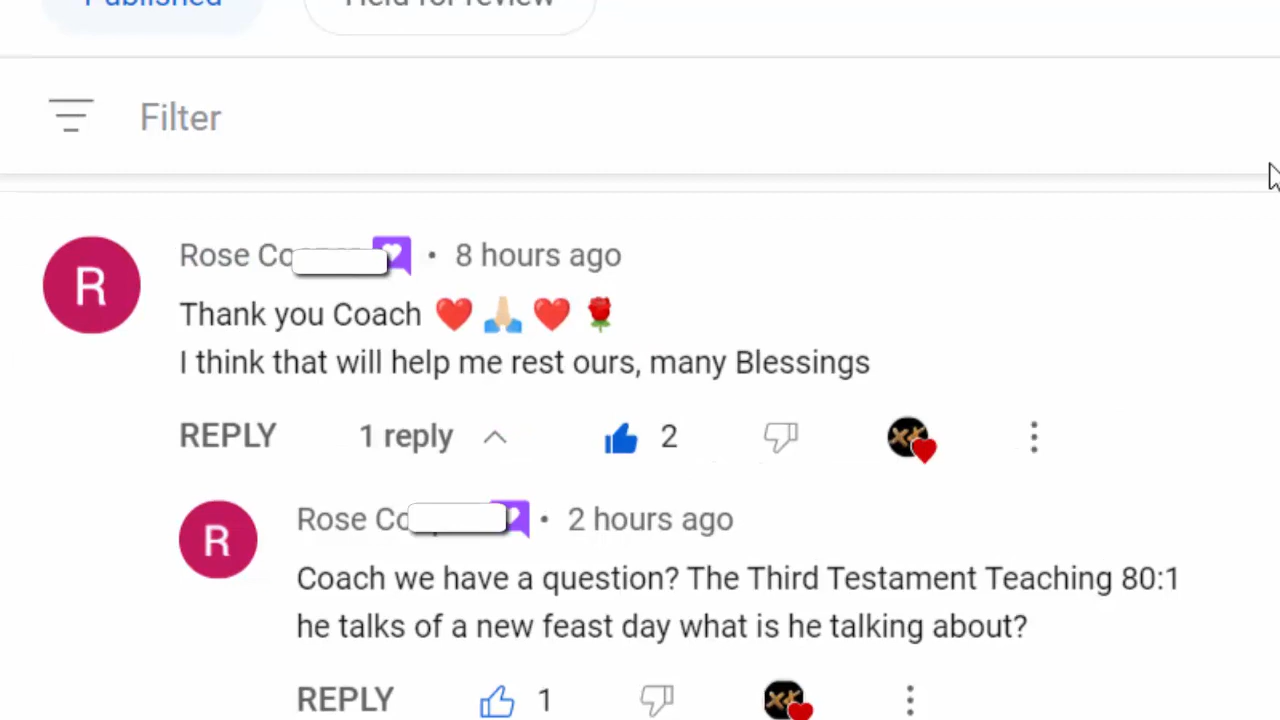 Published
Held for review
Filter
Rose Co • 8 hours ago
Thank you Coach ❤️ 🙏🏼 ❤️ 🌹
I think that will help me rest ours, many Blessings
REPLY 1 reply 2
Rose Co • 2 hours ago
Coach we have a question? The Third Testament Teaching 80:1
he talks of a new feast day what is he talking about?
REPLY 1